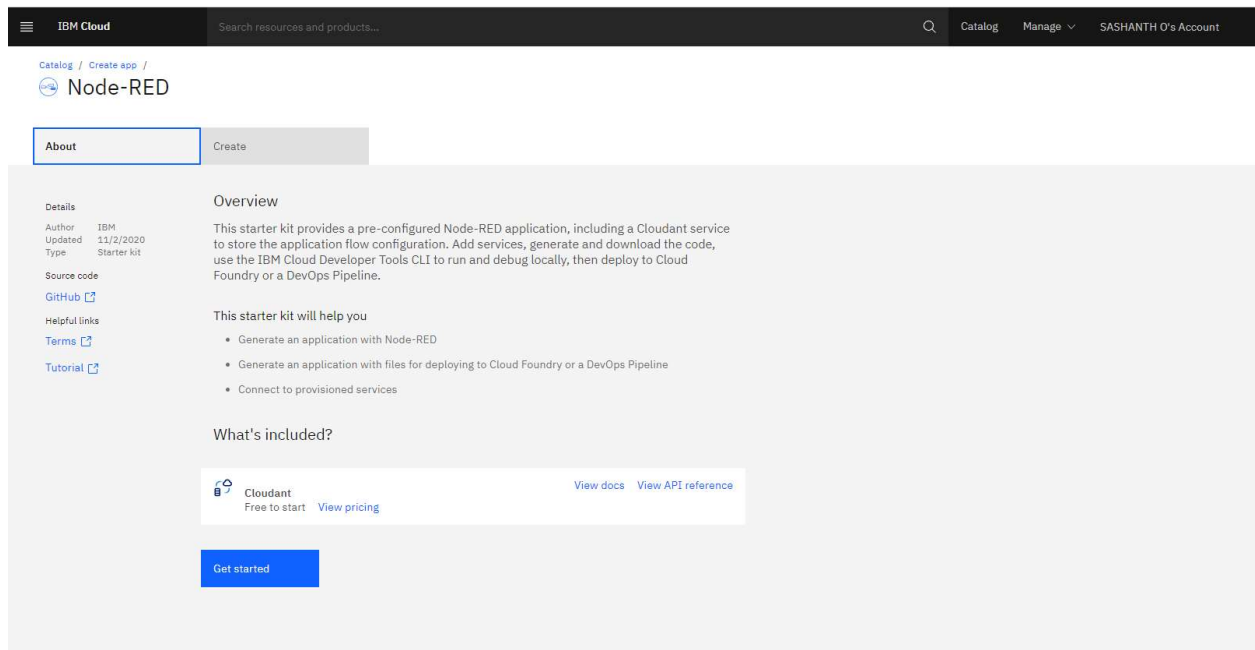 IBM Cloud
Search resources and products...
Catalog
Manage
SASHANTH O's Account
Catalog / Create app /
Node-RED
About
Create
Details
Author IBM
Updated 11/2/2020
Type Starter kit
Source code
GitHub
Helpful links
Terms
Tutorial
Overview
This starter kit provides a pre-configured Node-RED application, including a Cloudant service
to store the application flow configuration. Add services, generate and download the code,
use the IBM Cloud Developer Tools CLI to run and debug locally, then deploy to Cloud
Foundry or a DevOps Pipeline.
This starter kit will help you
• Generate an application with Node-RED
• Generate an application with files for deploying to Cloud Foundry or a DevOps Pipeline
• Connect to provisioned services
What's included?
Cloudant
Free to start View pricing
View docs View API reference
Get started